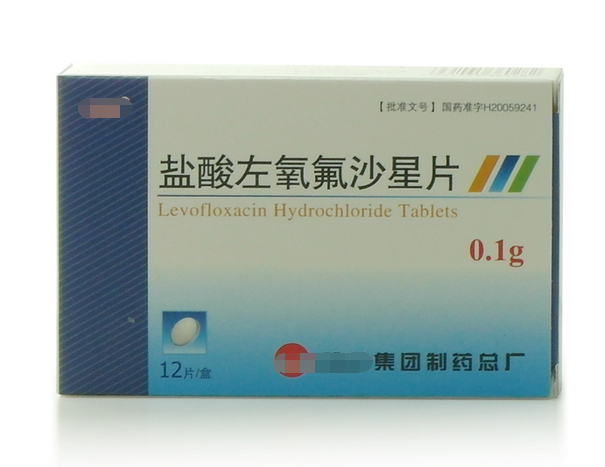 【批准文号】国药准字H20059241
盐酸左氧氟沙星片
Levofloxacin Hydrochloride Tablets
0.1g
12片/盒
集团制药总厂